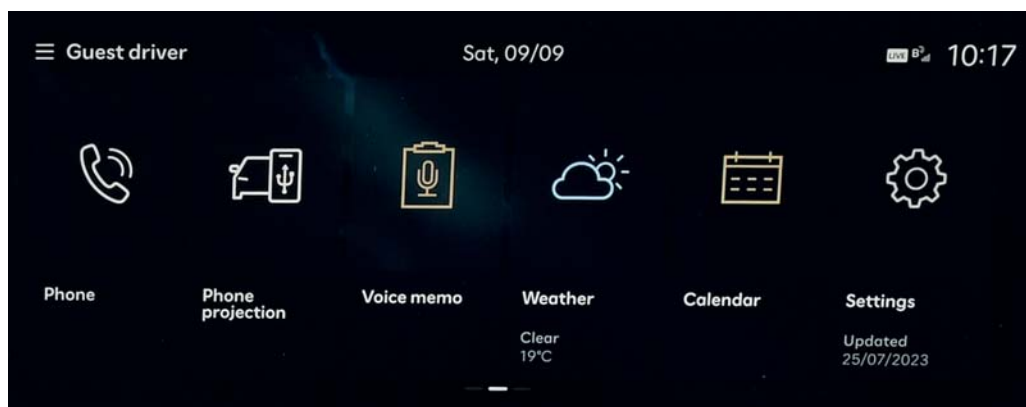 Guest driver
Sat, 09/09
LIVE B 10:17
Phone
Phone
projection
Voice memo
Weather
Calendar
Settings
Clear
19°C
Updated
25/07/2023